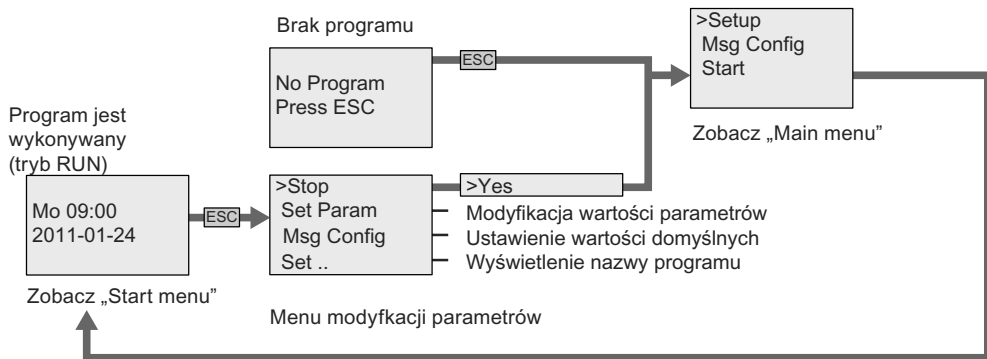 Brak programu
No Program
Press ESC
ESC
>Setup
Msg Config
Start
Zobacz „Main menu”
Program jest
wykonywany
(tryb RUN)
Mo 09:00
2011-01-24
Zobacz „Start menu”
ESC
>Stop
Set Param
Msg Config
Set ..
>Yes
Modyfikacja wartości parametrów
Ustawienie wartości domyślnych
Wyświetlenie nazwy programu
Menu modyfkacji parametrów